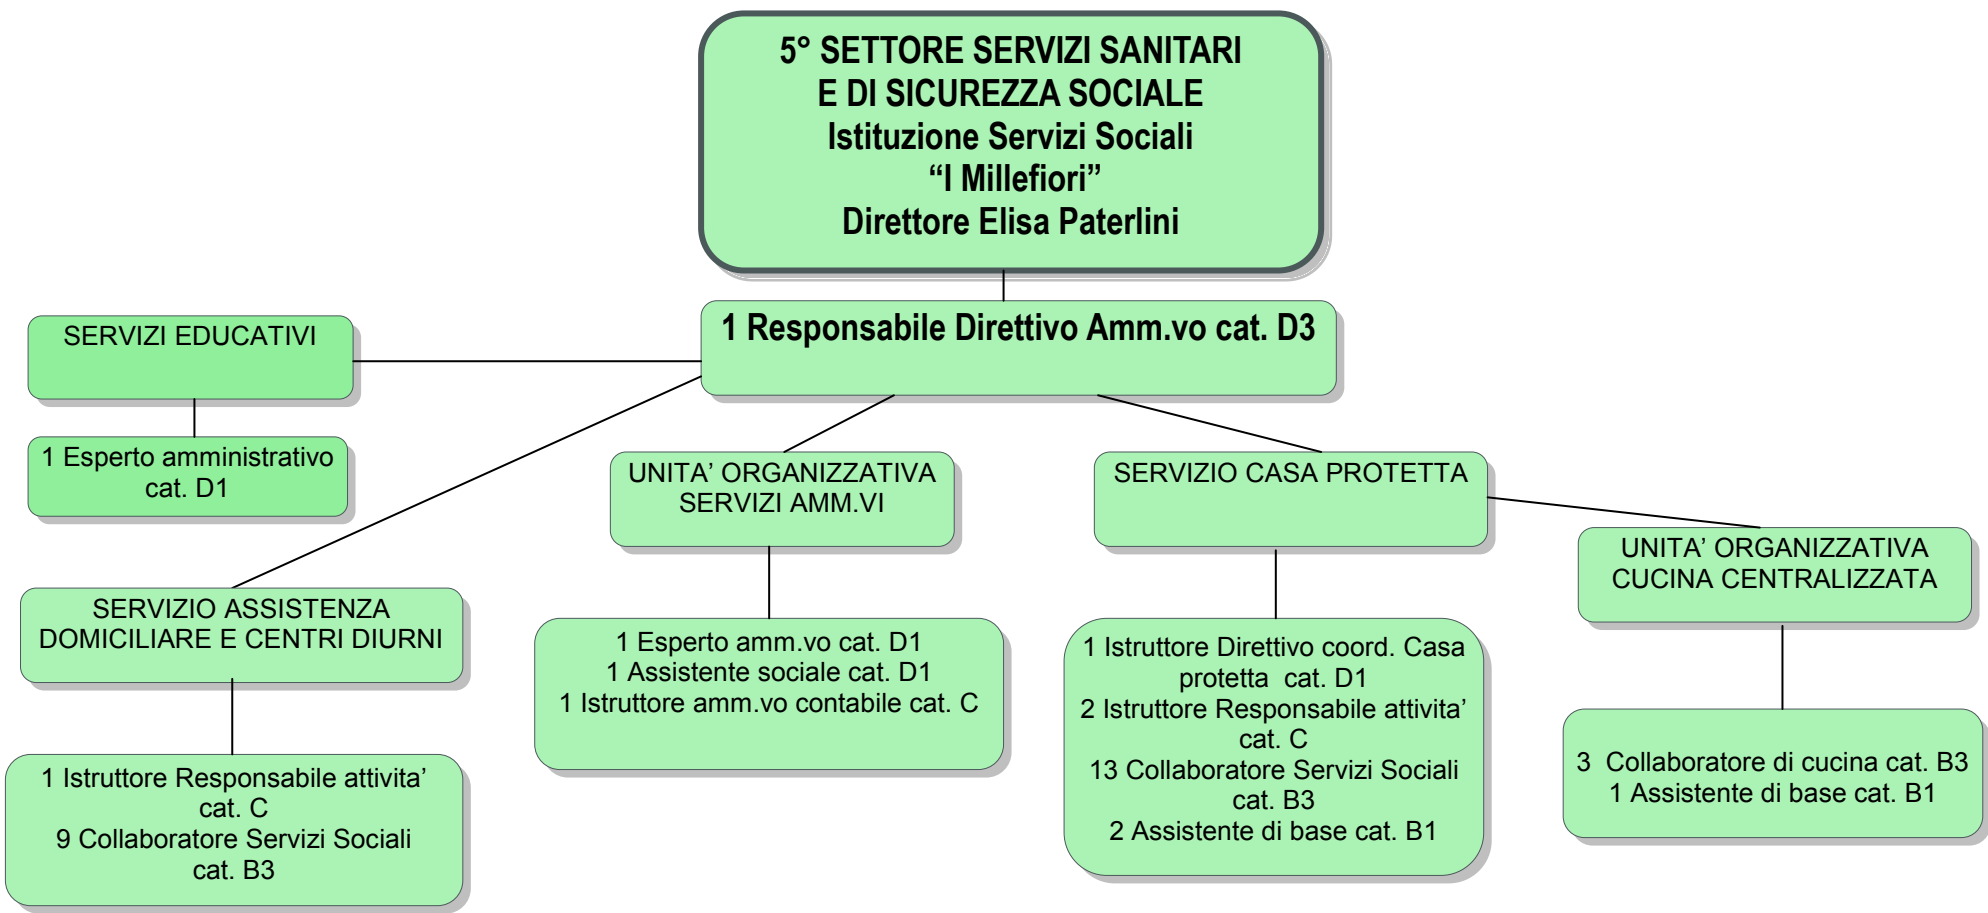 5° SETTORE SERVIZI SANITARI
E DI SICUREZZA SOCIALE
Istituzione Servizi Sociali
“I Millefiori”
Direttore Elisa Paterlini
1 Responsabile Direttivo Amm.vo cat. D3
SERVIZI EDUCATIVI
1 Esperto amministrativo
cat. D1
SERVIZIO ASSISTENZA
DOMICILIARE E CENTRI DIURNI
1 Istruttore Responsabile attivita’
cat. C
9 Collaboratore Servizi Sociali
cat. B3
UNITA’ ORGANIZZATIVA
SERVIZI AMM.VI
1 Esperto amm.vo cat. D1
1 Assistente sociale cat. D1
1 Istruttore amm.vo contabile cat. C
SERVIZIO CASA PROTETTA
1 Istruttore Direttivo coord. Casa
protetta cat. D1
2 Istruttore Responsabile attivita’
cat. C
13 Collaboratore Servizi Sociali
cat. B3
2 Assistente di base cat. B1
UNITA’ ORGANIZZATIVA
CUCINA CENTRALIZZATA
3 Collaboratore di cucina cat. B3
1 Assistente di base cat. B1